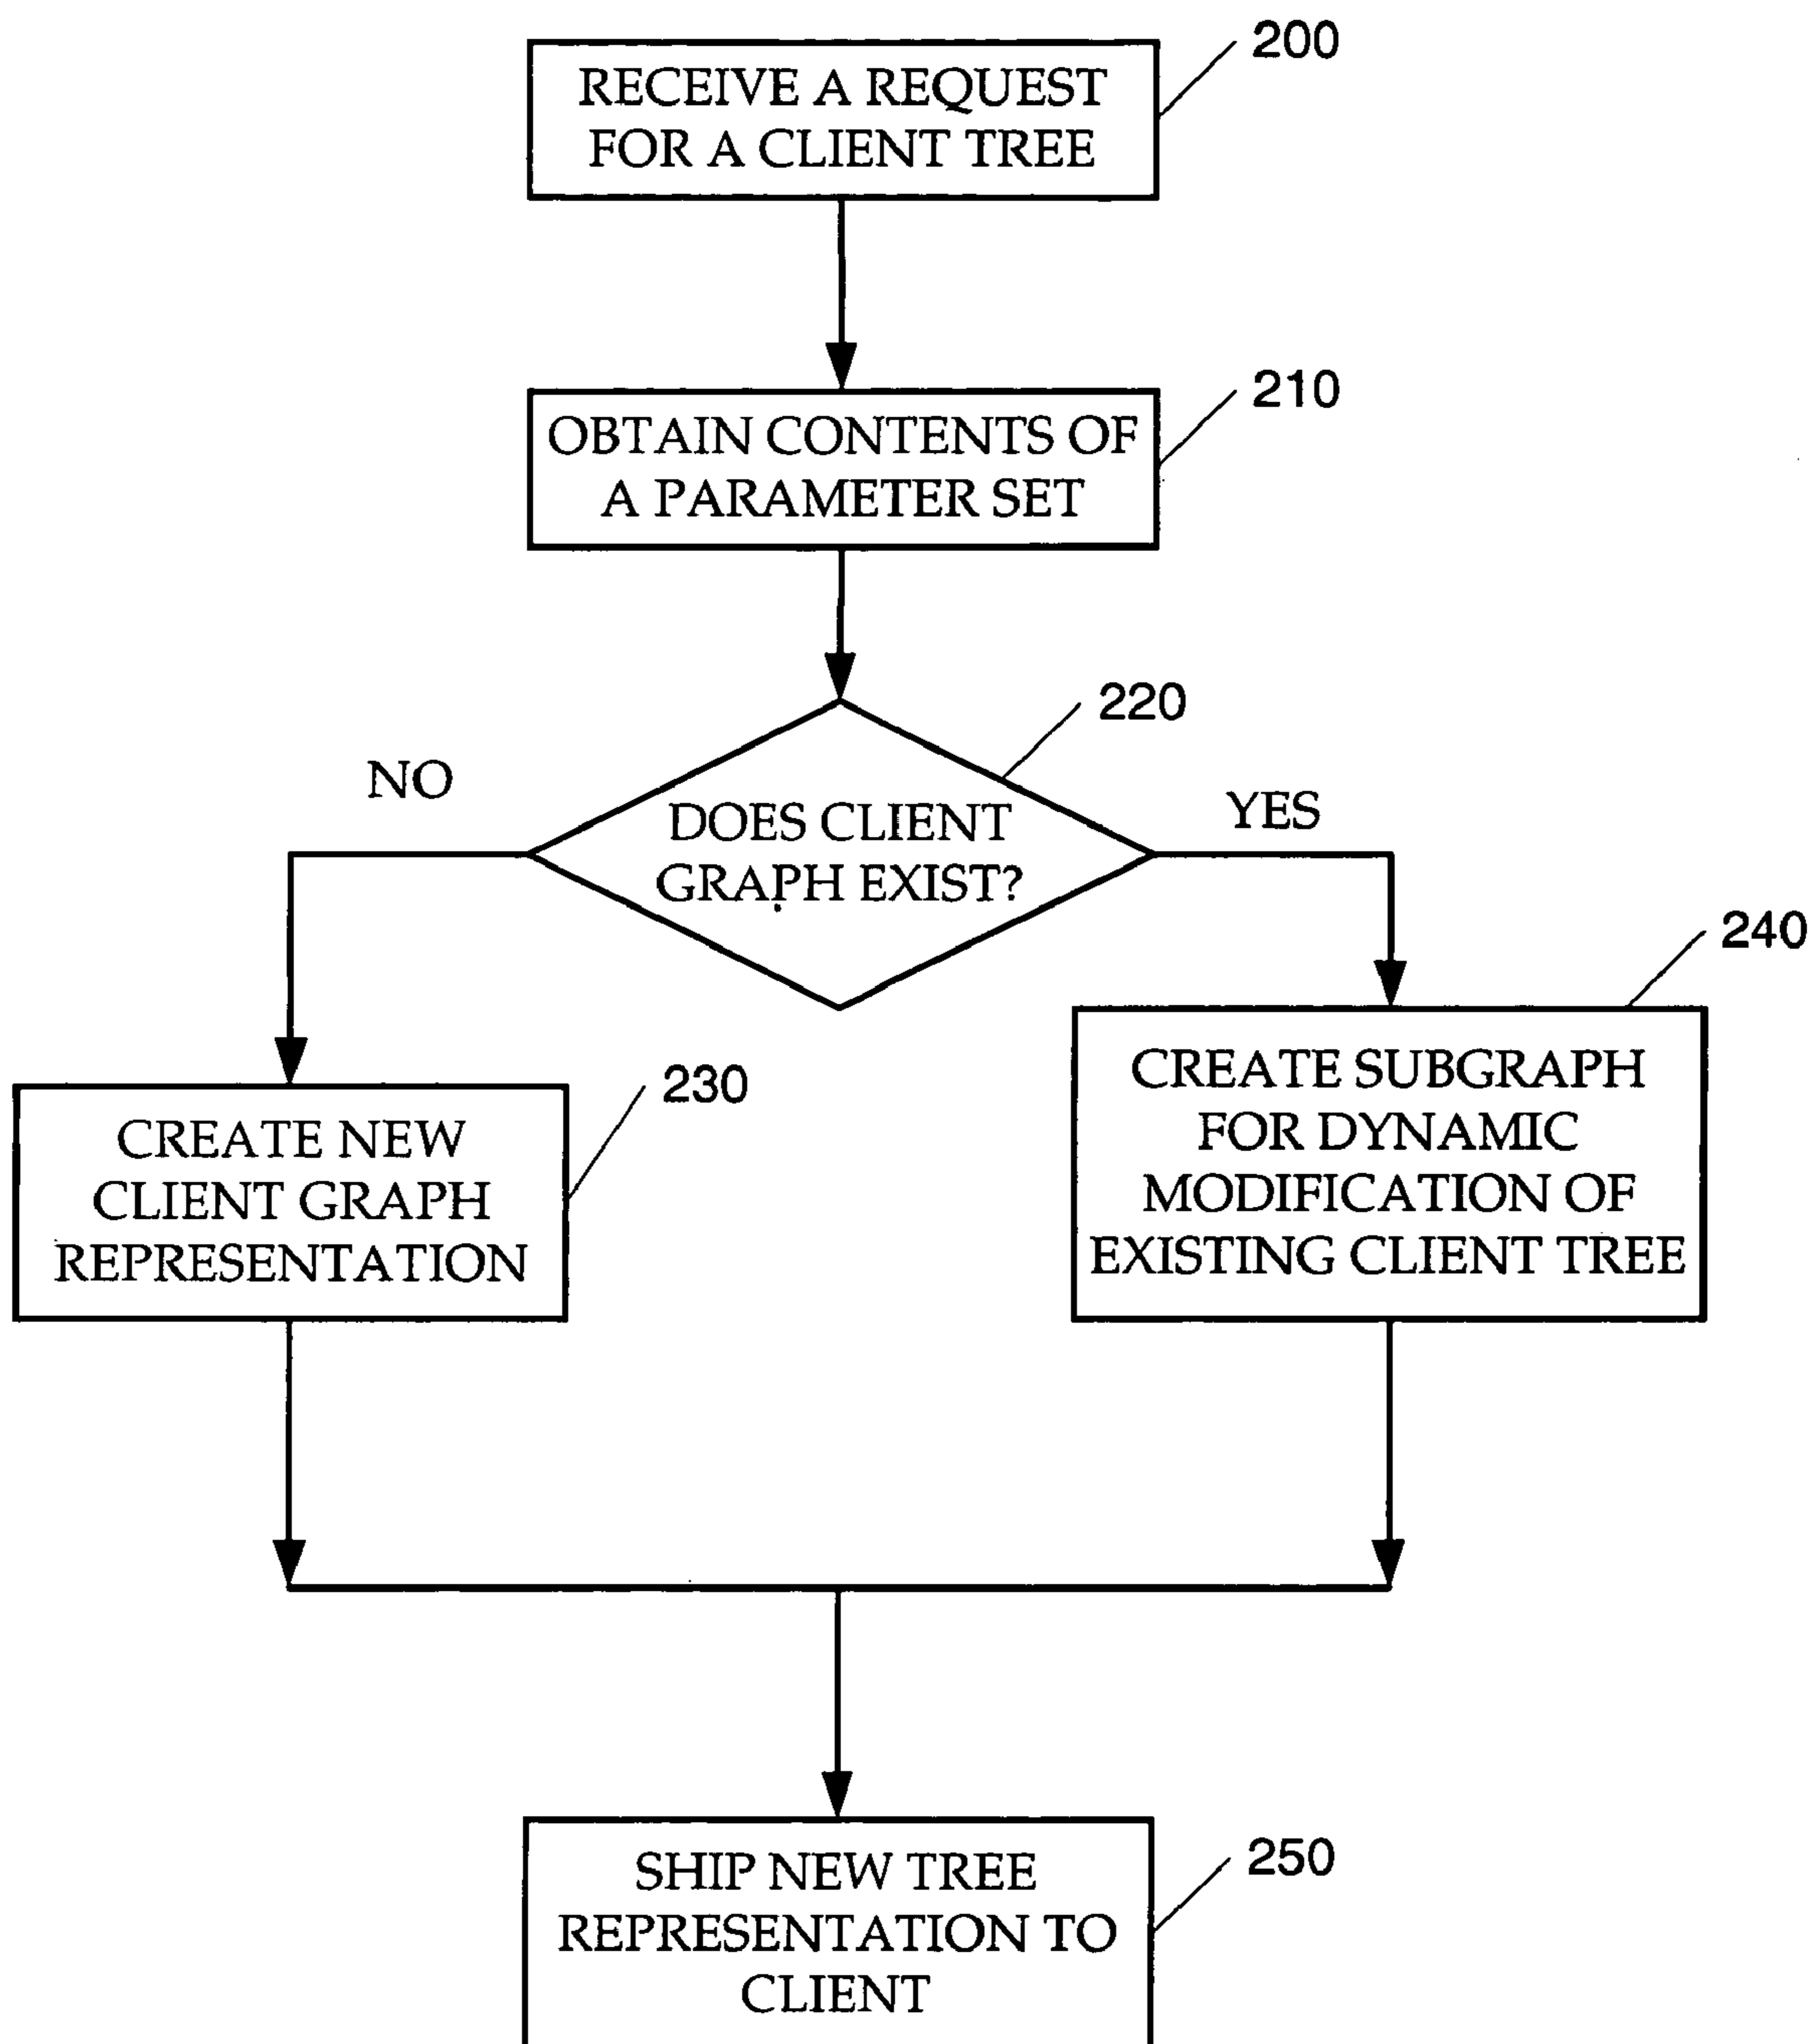 200
RECEIVE A REQUEST
FOR A CLIENT TREE
210
OBTAIN CONTENTS OF
A PARAMETER SET
220
NO
YES
DOES CLIENT
GRAPH EXIST?
240
230
CREATE SUBGRAPH
FOR DYNAMIC
MODIFICATION OF
EXISTING CLIENT TREE
CREATE NEW
CLIENT GRAPH
REPRESENTATION
250
SHIP NEW TREE
REPRESENTATION TO
CLIENT